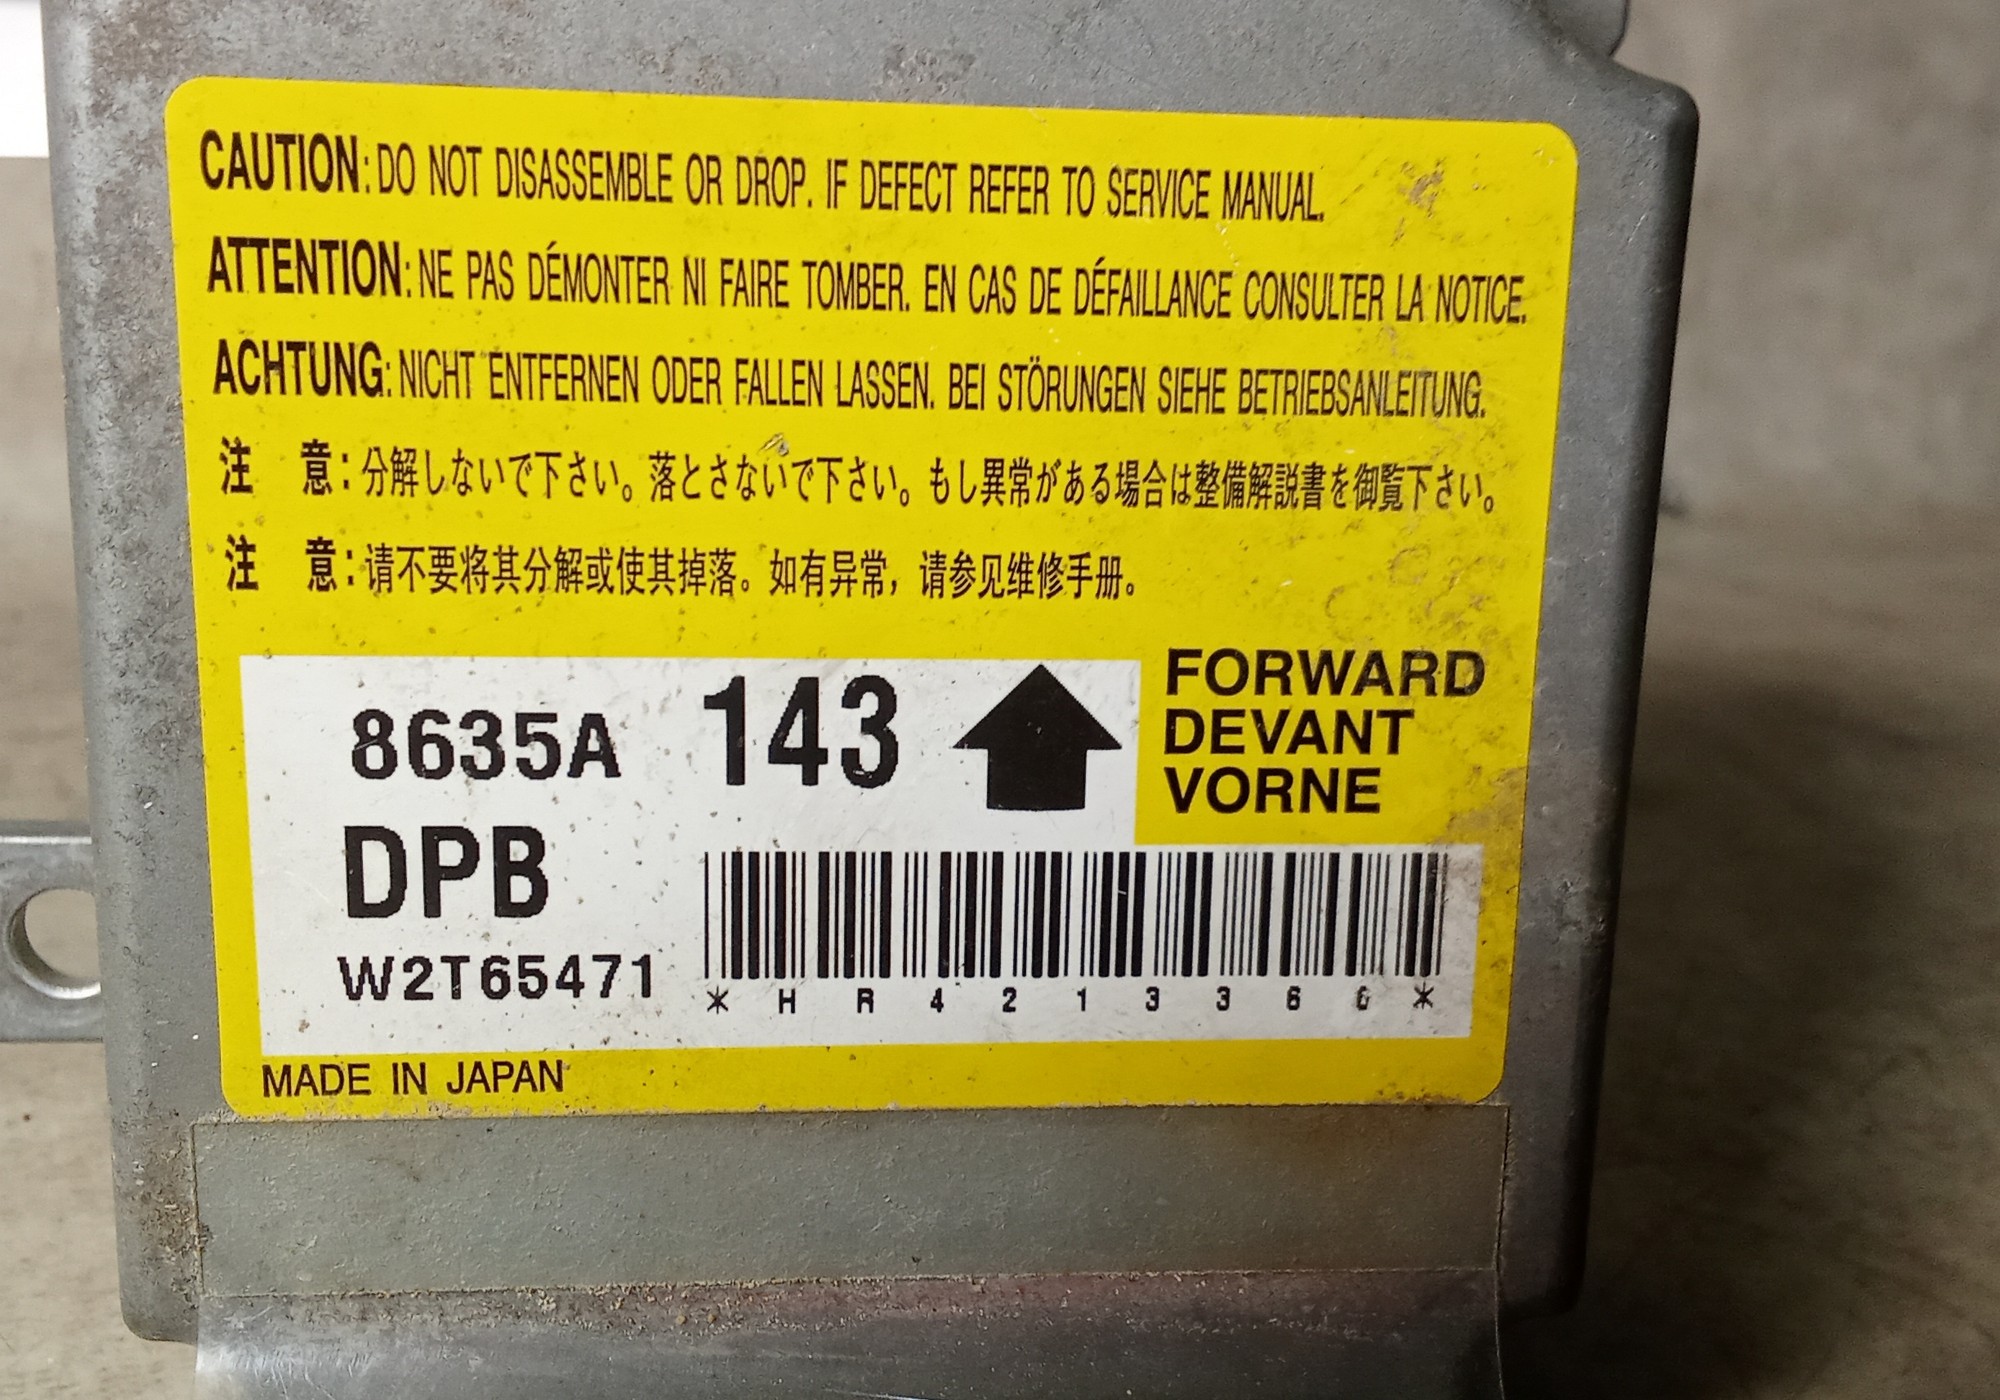 CAUTION: DO NOT DISASSEMBLE OR DROP. IF DEFECT REFER TO SERVICE MANUAL.
ATTENTION: NE PAS DÉMONTER NI FAIRE TOMBER. EN CAS DE DÉFAILLANCE CONSULTER LA NOTICE.
ACHTUNG: NICHT ENTFERNEN ODER FALLEN LASSEN. BEI STÖRUNGEN SIEHE BETRIEBSANLEITUNG.
注 意：分解しないで下さい。落とさないで下さい。もし異常がある場合は整備解説書を御覧下さい。
注 意：请不要将其分解或使其掉落。如有异常，请参见维修手册。
8635A 143
FORWARD
DEVANT
VORNE
DPB
W2T65471
MADE IN JAPAN